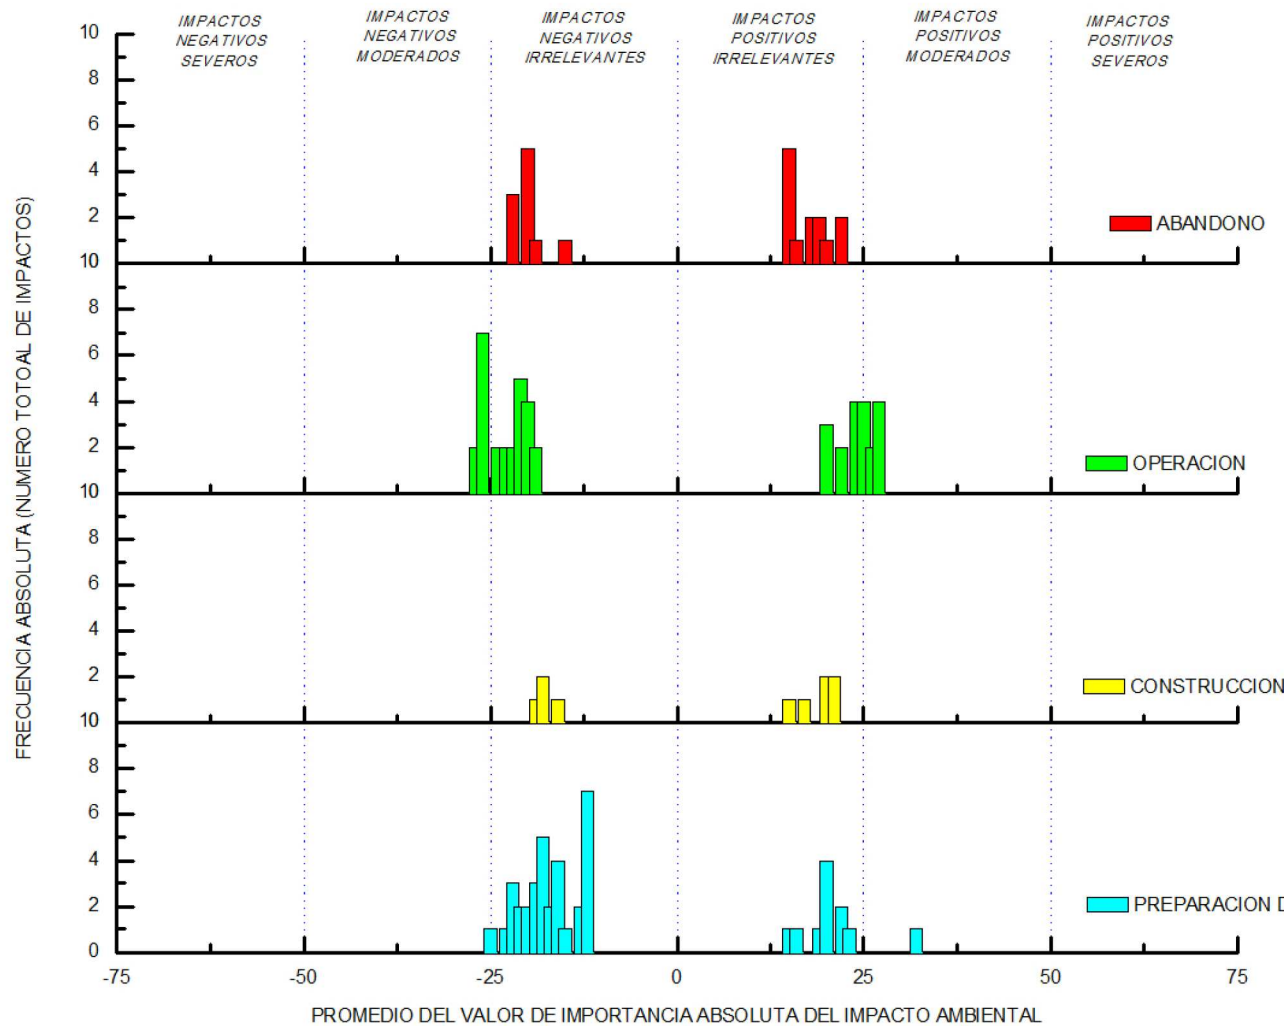 IMPACTOS
NEGATIVOS
SEVEROS
IMPACTOS
NEGATIVOS
MODERADOS
IMPACTOS
NEGATIVOS
IRRELEVANTES
IMPACTOS
POSITIVOS
IRRELEVANTES
IMPACTOS
POSITIVOS
MODERADOS
IMPACTOS
POSITIVOS
SEVEROS
FRECUENCIA ABSOLUTA (NUMERO TOTOAL DE IMPACTOS)
10
8
6
4
2
10
ABANDONO
8
6
4
2
10
OPERACION
8
6
4
2
10
CONSTRUCCION
8
6
4
2
0
PREPARACION D
-75
-50
-25
0
25
50
75
PROMEDIO DEL VALOR DE IMPORTANCIA ABSOLUTA DEL IMPACTO AMBIENTAL